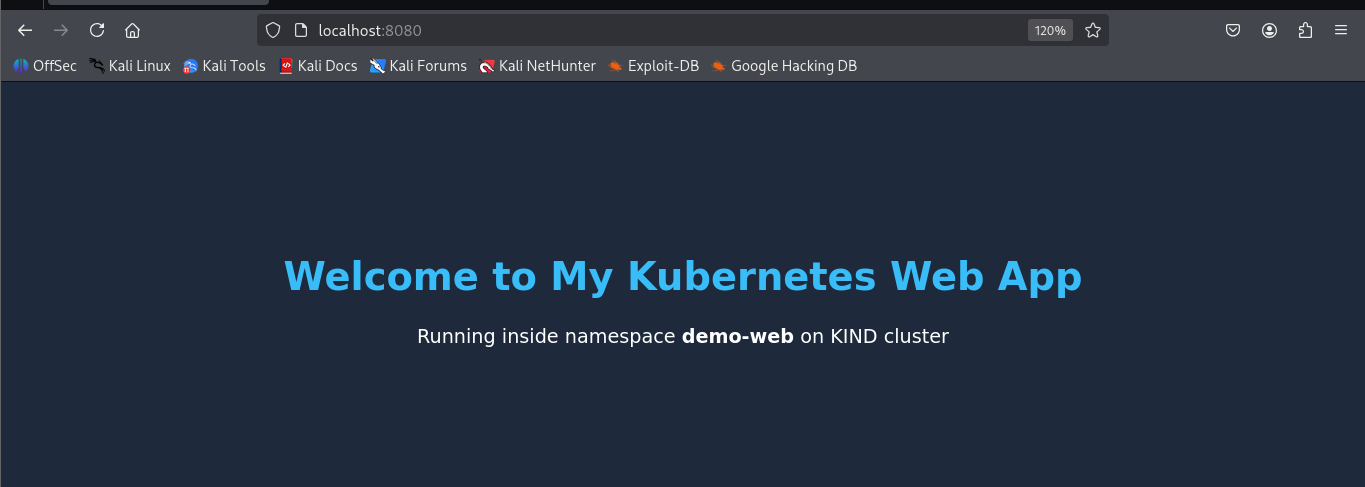 localhost:8080
120%
OffSec Kali Linux Kali Tools Kali Docs Kali Forums Kali NetHunter Exploit-DB Google Hacking DB
Welcome to My Kubernetes Web App
Running inside namespace demo-web on KIND cluster